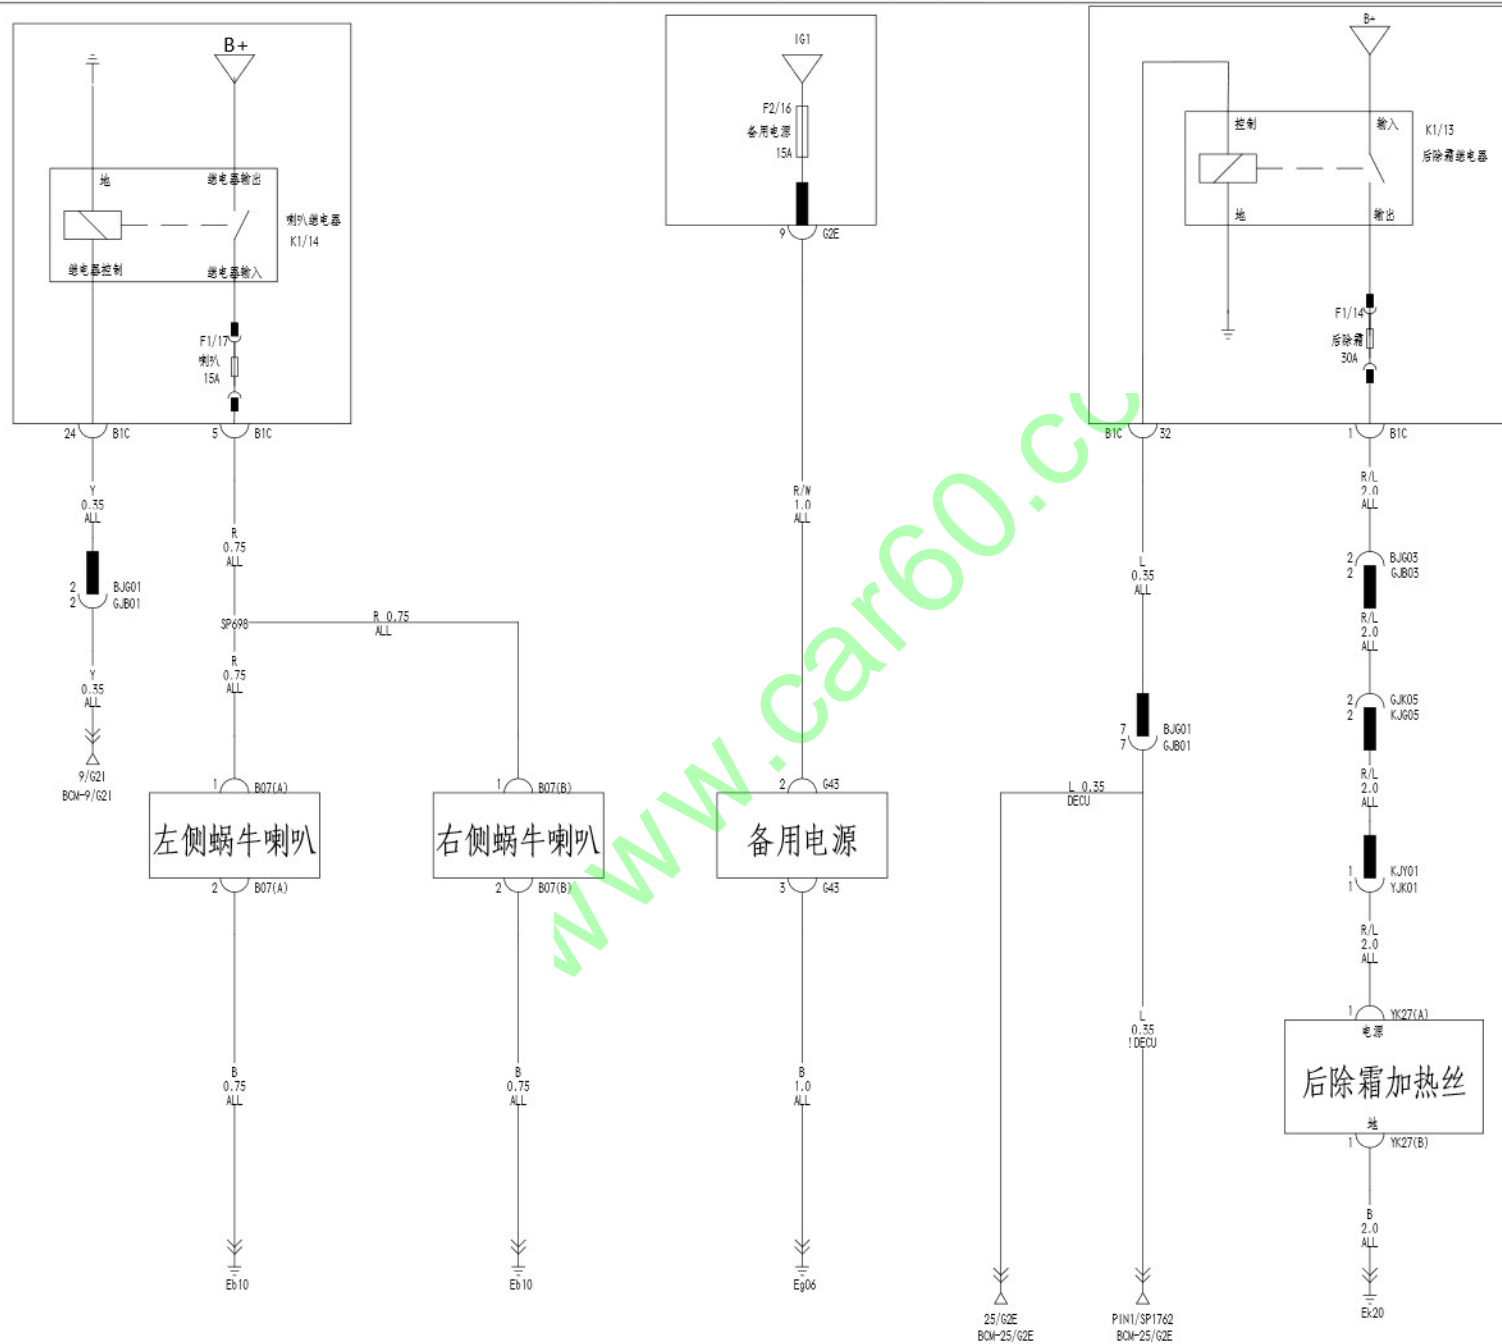 B+
地
继电器输出
喇叭继电器
K1/14
继电器控制
继电器输入
F1/17
喇叭
15A
24
B1C
5
B1C
Y
0.35
ALL
R
0.75
ALL
2
BJG01
2
GJB01
SP698
R 0.75
ALL
R
0.75
ALL
Y
0.35
ALL
9/G2I
BCM-9/G2I
1
B07(A)
左侧蜗牛喇叭
2
B07(A)
B
0.75
ALL
Eb10
1
B07(B)
右侧蜗牛喇叭
2
B07(B)
B
0.75
ALL
Eb10
IG1
F2/16
备用电源
15A
9
G2E
R/W
1.0
ALL
2
G43
备用电源
3
G43
B
1.0
ALL
Eg06
B+
控制
输入
K1/13
后除霜继电器
地
输出
F1/14
后除霜
30A
B1C
32
1
B1C
L
0.35
ALL
7
BJG01
7
GJB01
L 0.35
DECU
L
0.35
!DECU
25/G2E
BCM-25/G2E
PIN1/SP1762
BCM-25/G2E
R/L
2.0
ALL
2
BJG03
2
GJB03
R/L
2.0
ALL
2
GJK05
2
KJG05
R/L
2.0
ALL
1
KJY01
1
YJK01
R/L
2.0
ALL
1
YK27(A)
电源
后除霜加热丝
地
1
YK27(B)
B
2.0
ALL
Ek20
www.car60.co